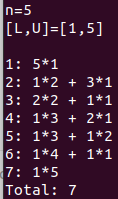 n=5
[L,U]=[1,5]
1: 5*1
2: 1*2 + 3*1
3: 2*2 + 1*1
4: 1*3 + 2*1
5: 1*3 + 1*2
6: 1*4 + 1*1
7: 1*5
Total: 7